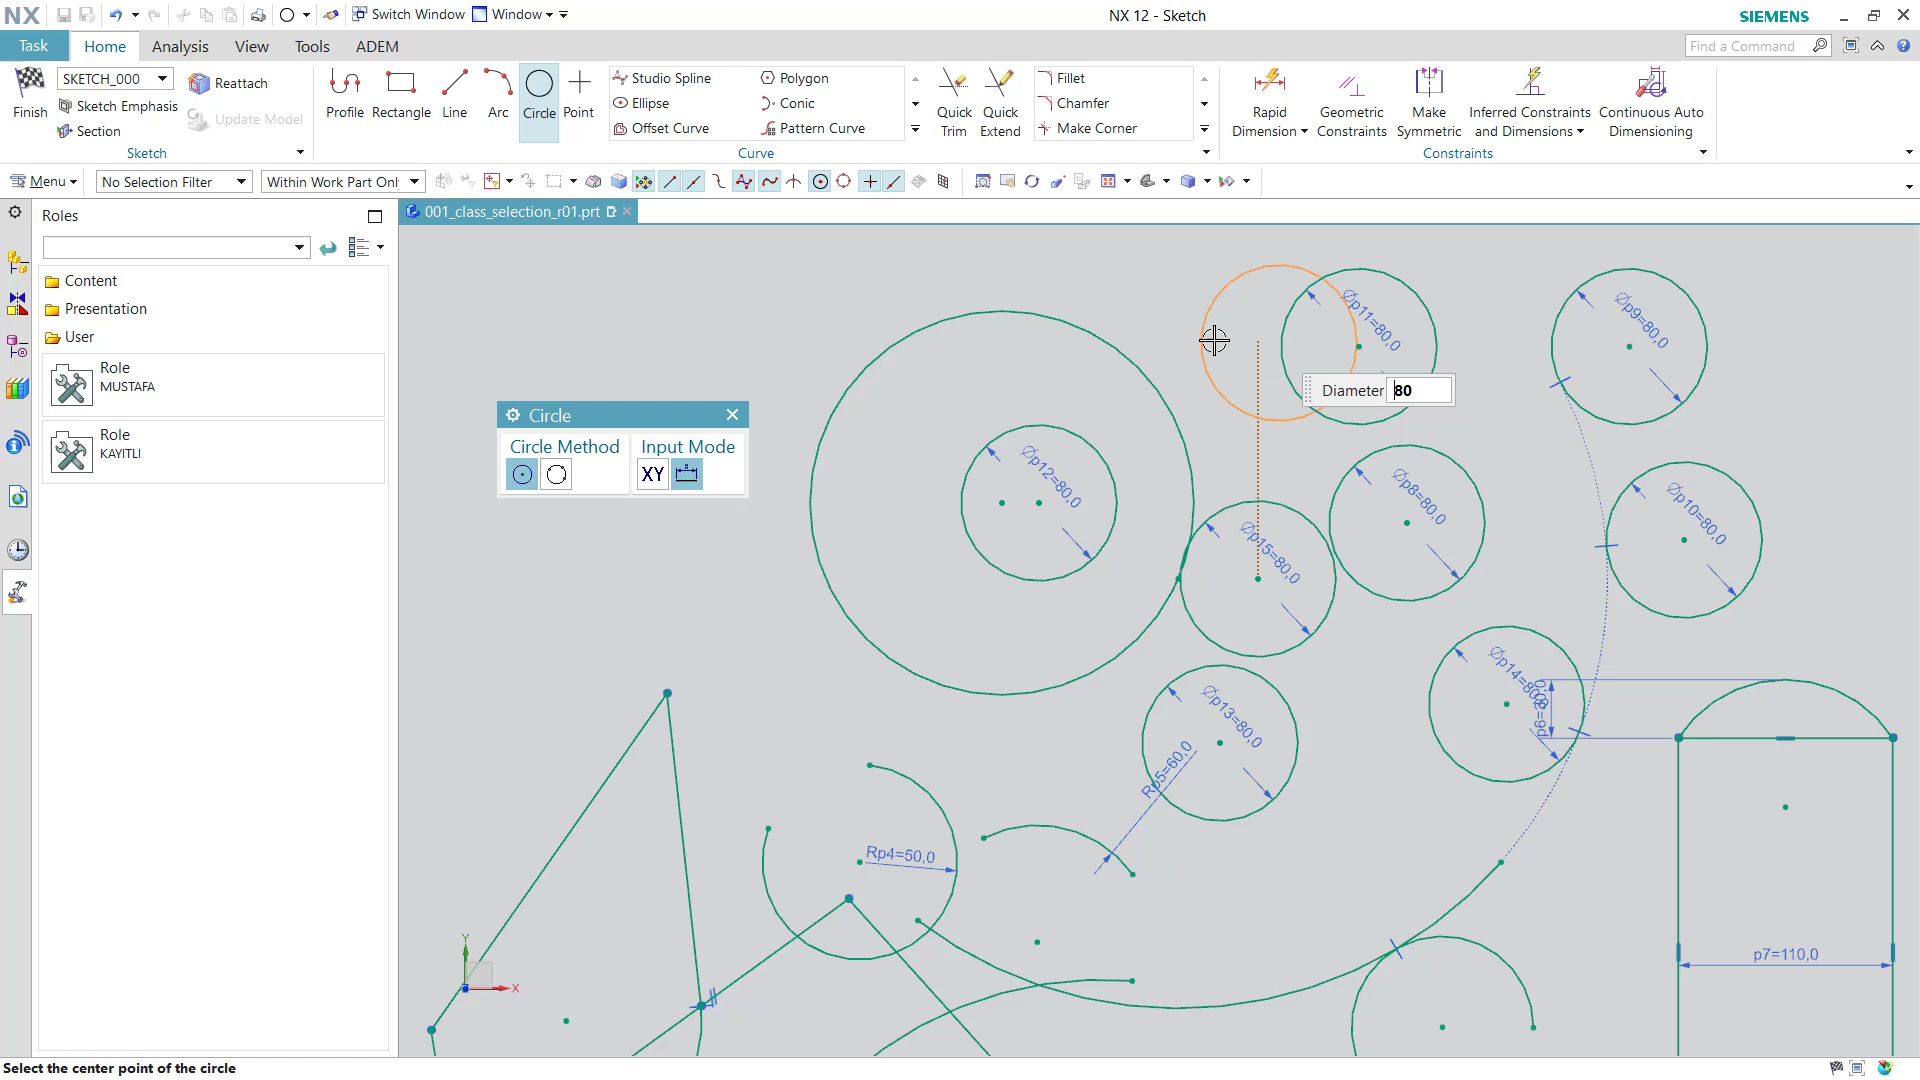 NX
Switch Window
Window
NX 12 - Sketch
SIEMENS
Task
Home
Analysis
View
Tools
ADEM
Find a Command
Finish
SKETCH_000
Sketch Emphasis
Section
Reattach
Update Model
Sketch
Profile
Rectangle
Line
Arc
Circle
Point
Studio Spline
Ellipse
Offset Curve
Polygon
Conic
Pattern Curve
Curve
Quick Trim
Quick Extend
Fillet
Chamfer
Make Corner
Rapid Dimension
Geometric Constraints
Make Symmetric
Inferred Constraints and Dimensions
Continuous Auto Dimensioning
Constraints
Menu
No Selection Filter
Within Work Part Onl
Roles
001_class_selection_r01.prt
Content
Presentation
User
Role
MUSTAFA
Role
KAYITLI
Circle
Circle Method
Input Mode
XY
Diameter 80
Øp11=80,0
Øp9=80,0
Øp12=80,0
Øp8=80,0
Øp10=80,0
Øp15=80,0
Øp14=80,0
Øp13=80,0
Rp5=60,0
Rp4=50,0
p7=110,0
Y
X
Select the center point of the circle